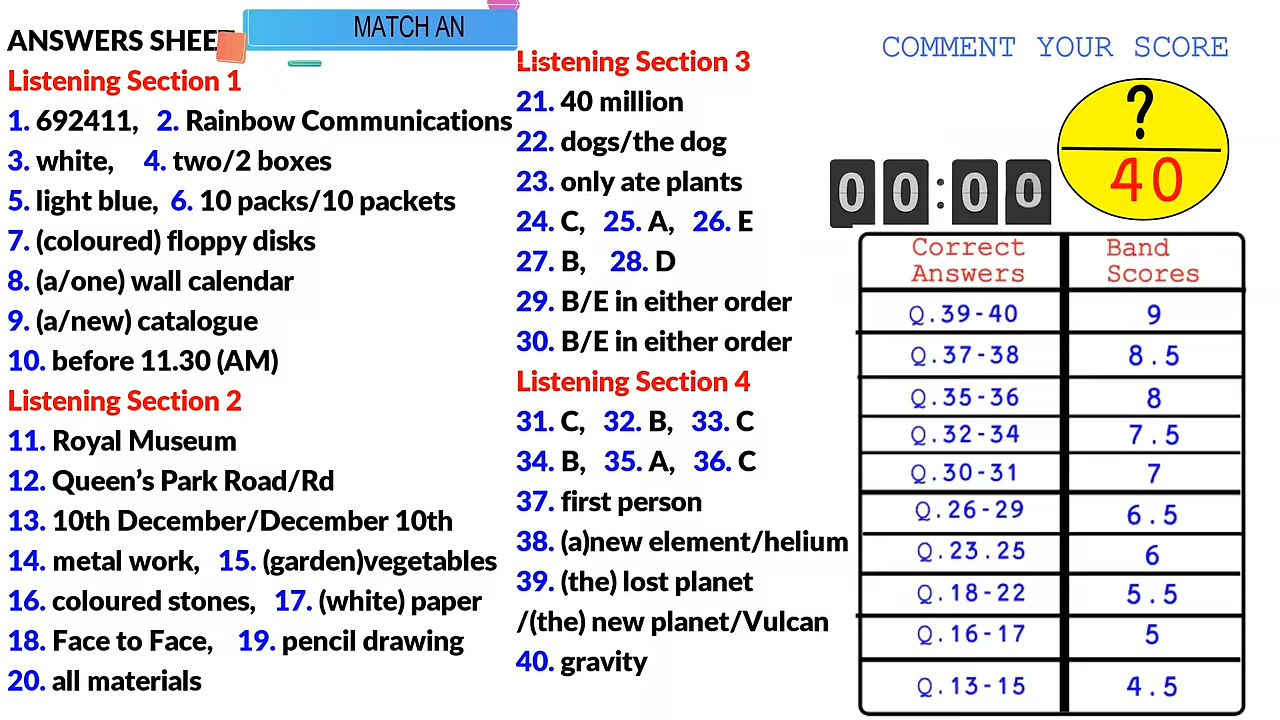 ANSWERS SHEE
MATCH AN
Listening Section 1
1. 692411, 2. Rainbow Communications
3. white, 4. two/2 boxes
5. light blue, 6. 10 packs/10 packets
7. (coloured) floppy disks
8. (a/one) wall calendar
9. (a/new) catalogue
10. before 11.30 (AM)
Listening Section 2
11. Royal Museum
12. Queen’s Park Road/Rd
13. 10th December/December 10th
14. metal work, 15. (garden)vegetables
16. coloured stones, 17. (white) paper
18. Face to Face, 19. pencil drawing
20. all materials
Listening Section 3
21. 40 million
22. dogs/the dog
23. only ate plants
24. C, 25. A, 26. E
27. B, 28. D
29. B/E in either order
30. B/E in either order
Listening Section 4
31. C, 32. B, 33. C
34. B, 35. A, 36. C
37. first person
38. (a)new element/helium
39. (the) lost planet
/(the) new planet/Vulcan
40. gravity
COMMENT YOUR SCORE
?
40
00:00
Correct Answers Band Scores
Q.39-40 9
Q.37-38 8.5
Q.35-36 8
Q.32-34 7.5
Q.30-31 7
Q.26-29 6.5
Q.23.25 6
Q.18-22 5.5
Q.16-17 5
Q.13-15 4.5